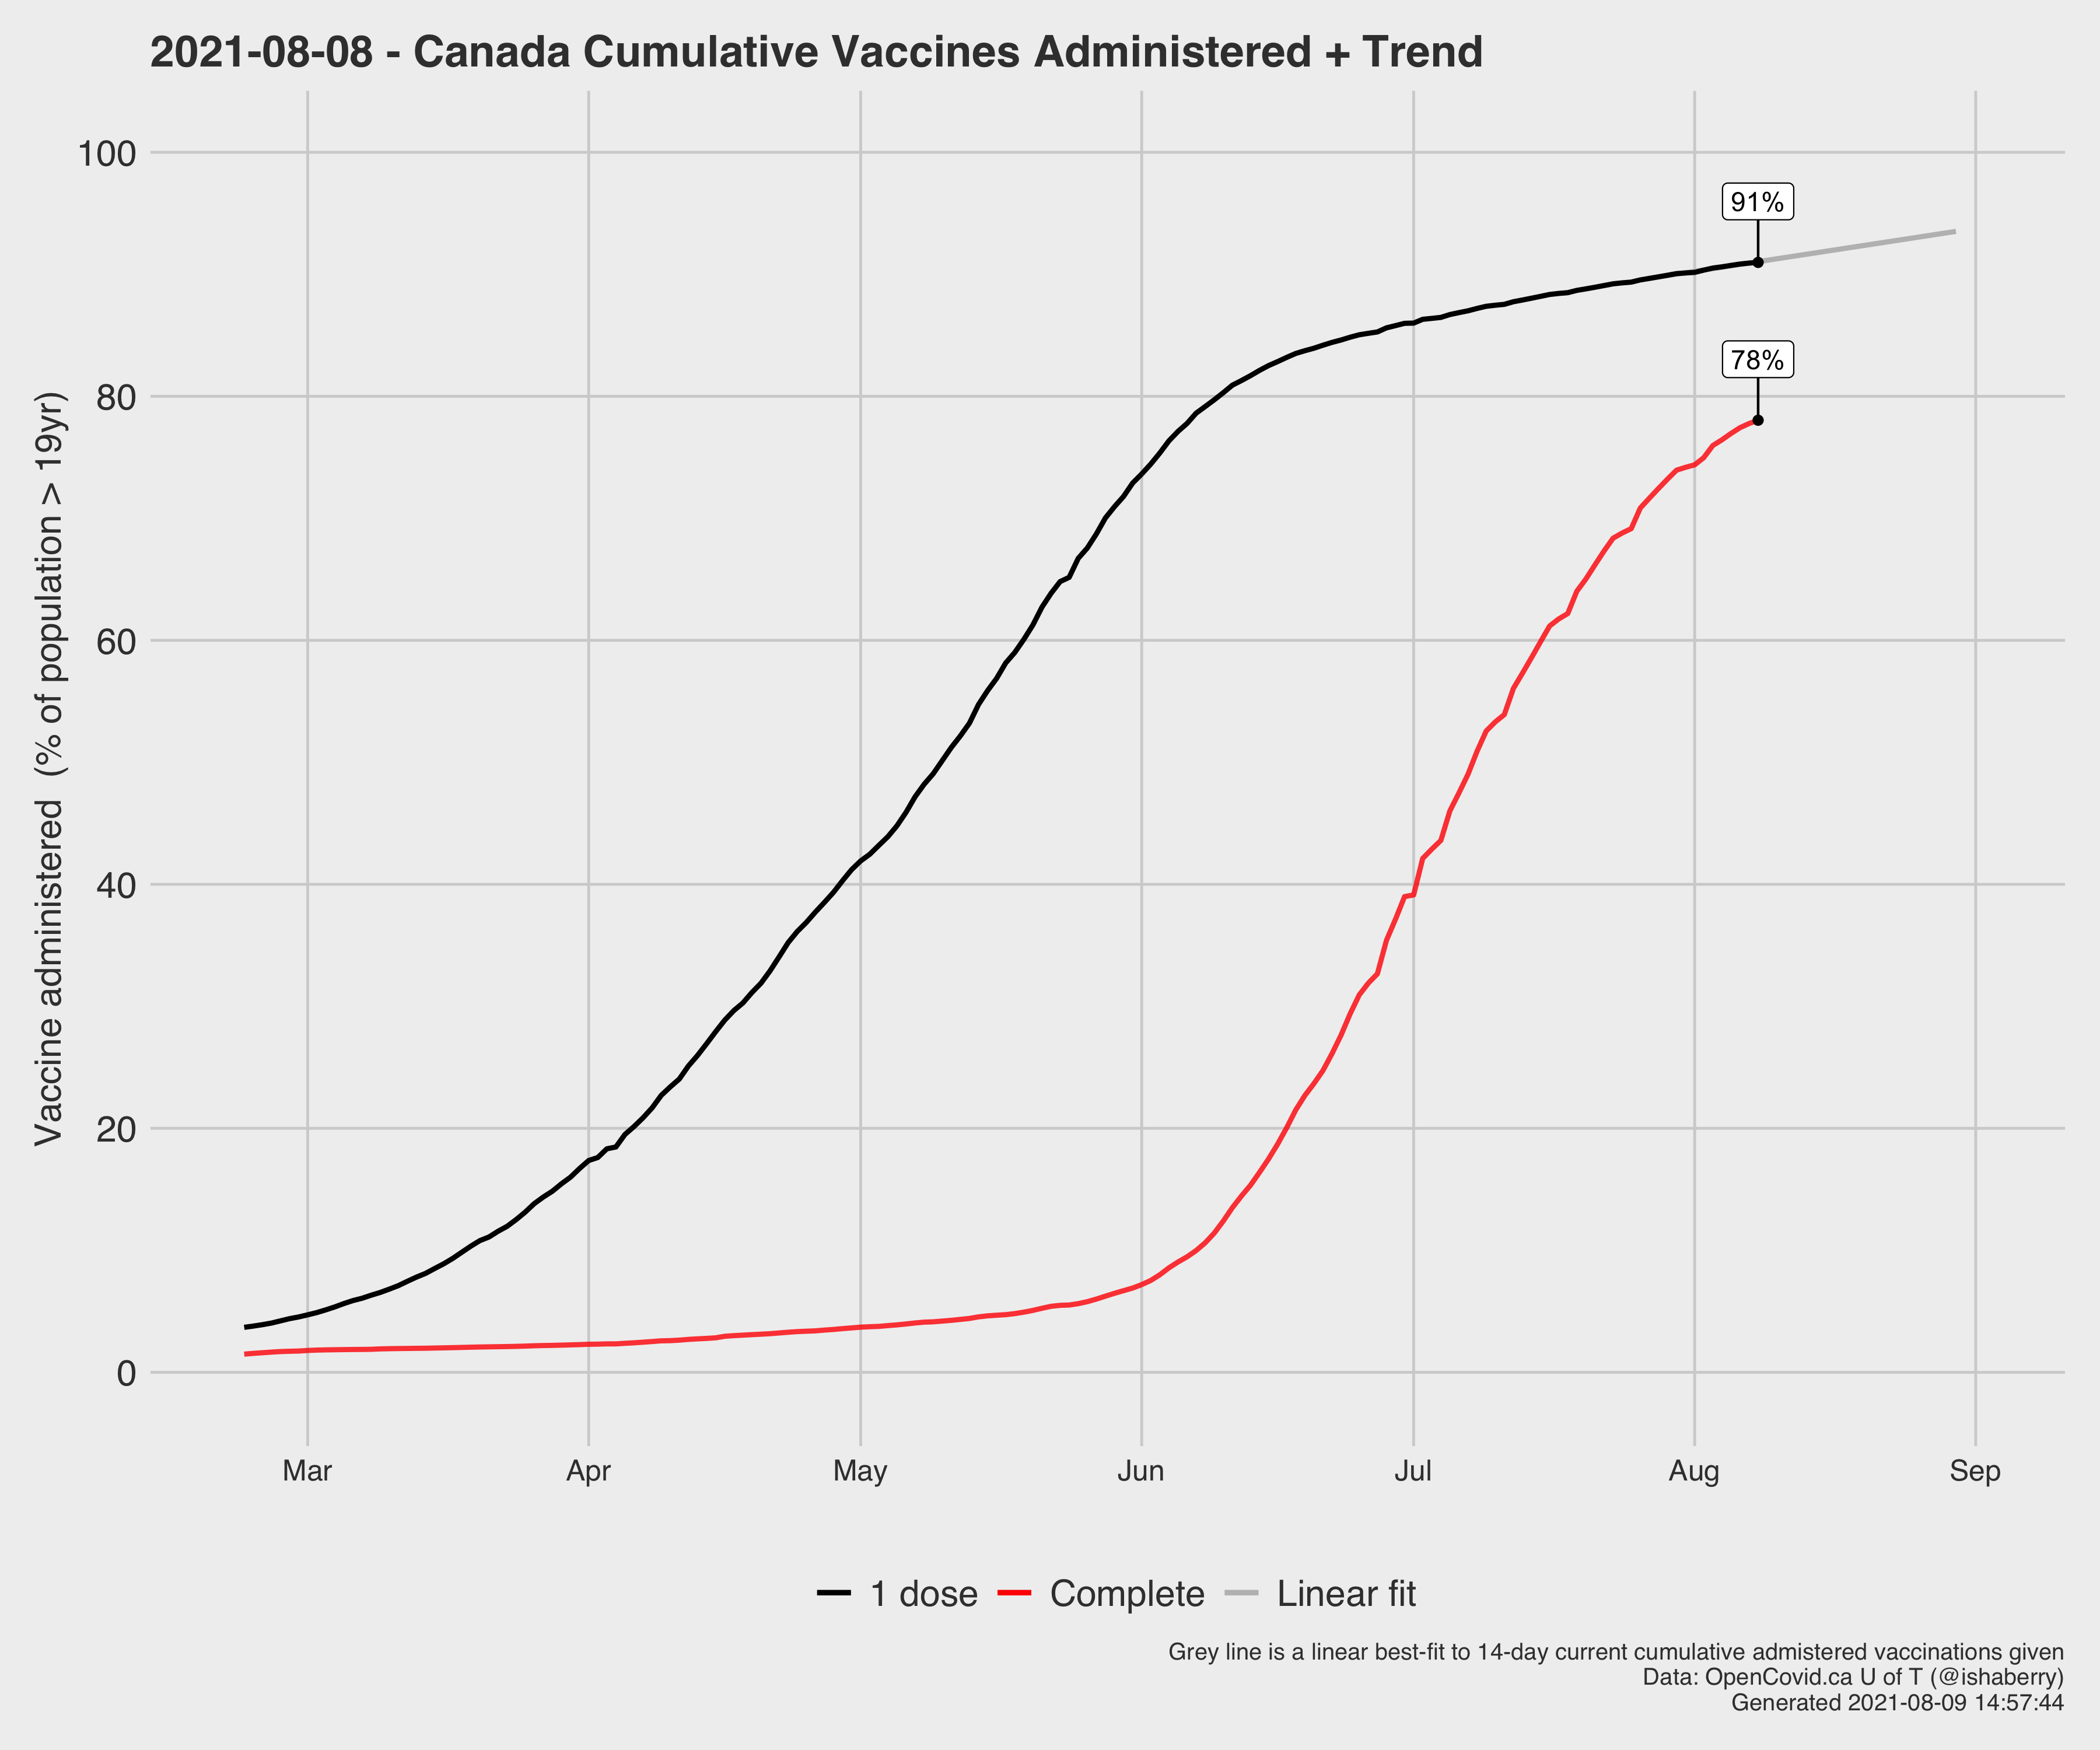 2021-08-08 - Canada Cumulative Vaccines Administered + Trend
Vaccine administered (% of population > 19yr)
100
80
60
40
20
0
91%
78%
Mar Apr May Jun Jul Aug Sep
1 dose Complete Linear fit
Grey line is a linear best-fit to 14-day current cumulative admistered vaccinations given
Data: OpenCovid.ca U of T (@ishaberry)
Generated 2021-08-09 14:57:44